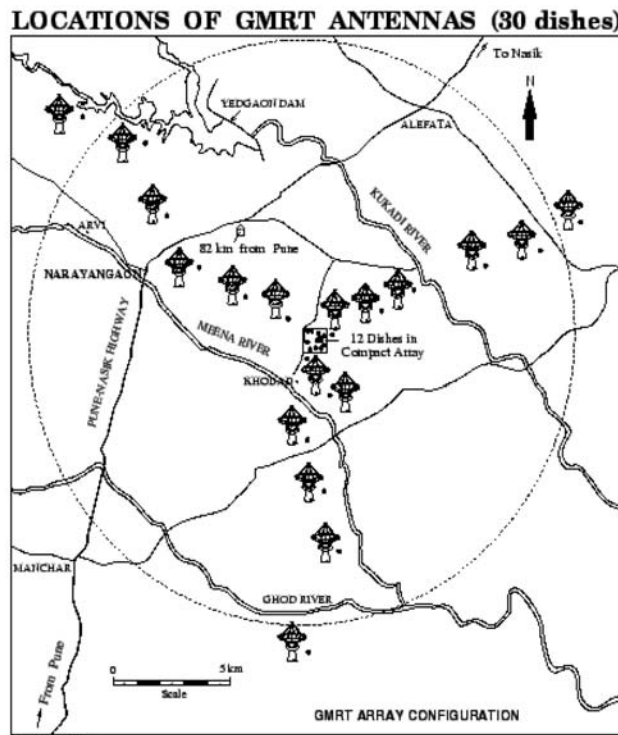 LOCATIONS OF GMRT ANTENNAS (30 dishes)
To Nasik
N
YEDGAON DAM
ALEFATA
KUKADI RIVER
ARVI
82 km from Pune
NARAYANGAON
MEENA RIVER
12 Dishes in
Compact Array
PUNE-NASIK HIGHWAY
KHODAD
MANCHAR
GHOD RIVER
From Pune
0 5 km
Scale
GMRT ARRAY CONFIGURATION